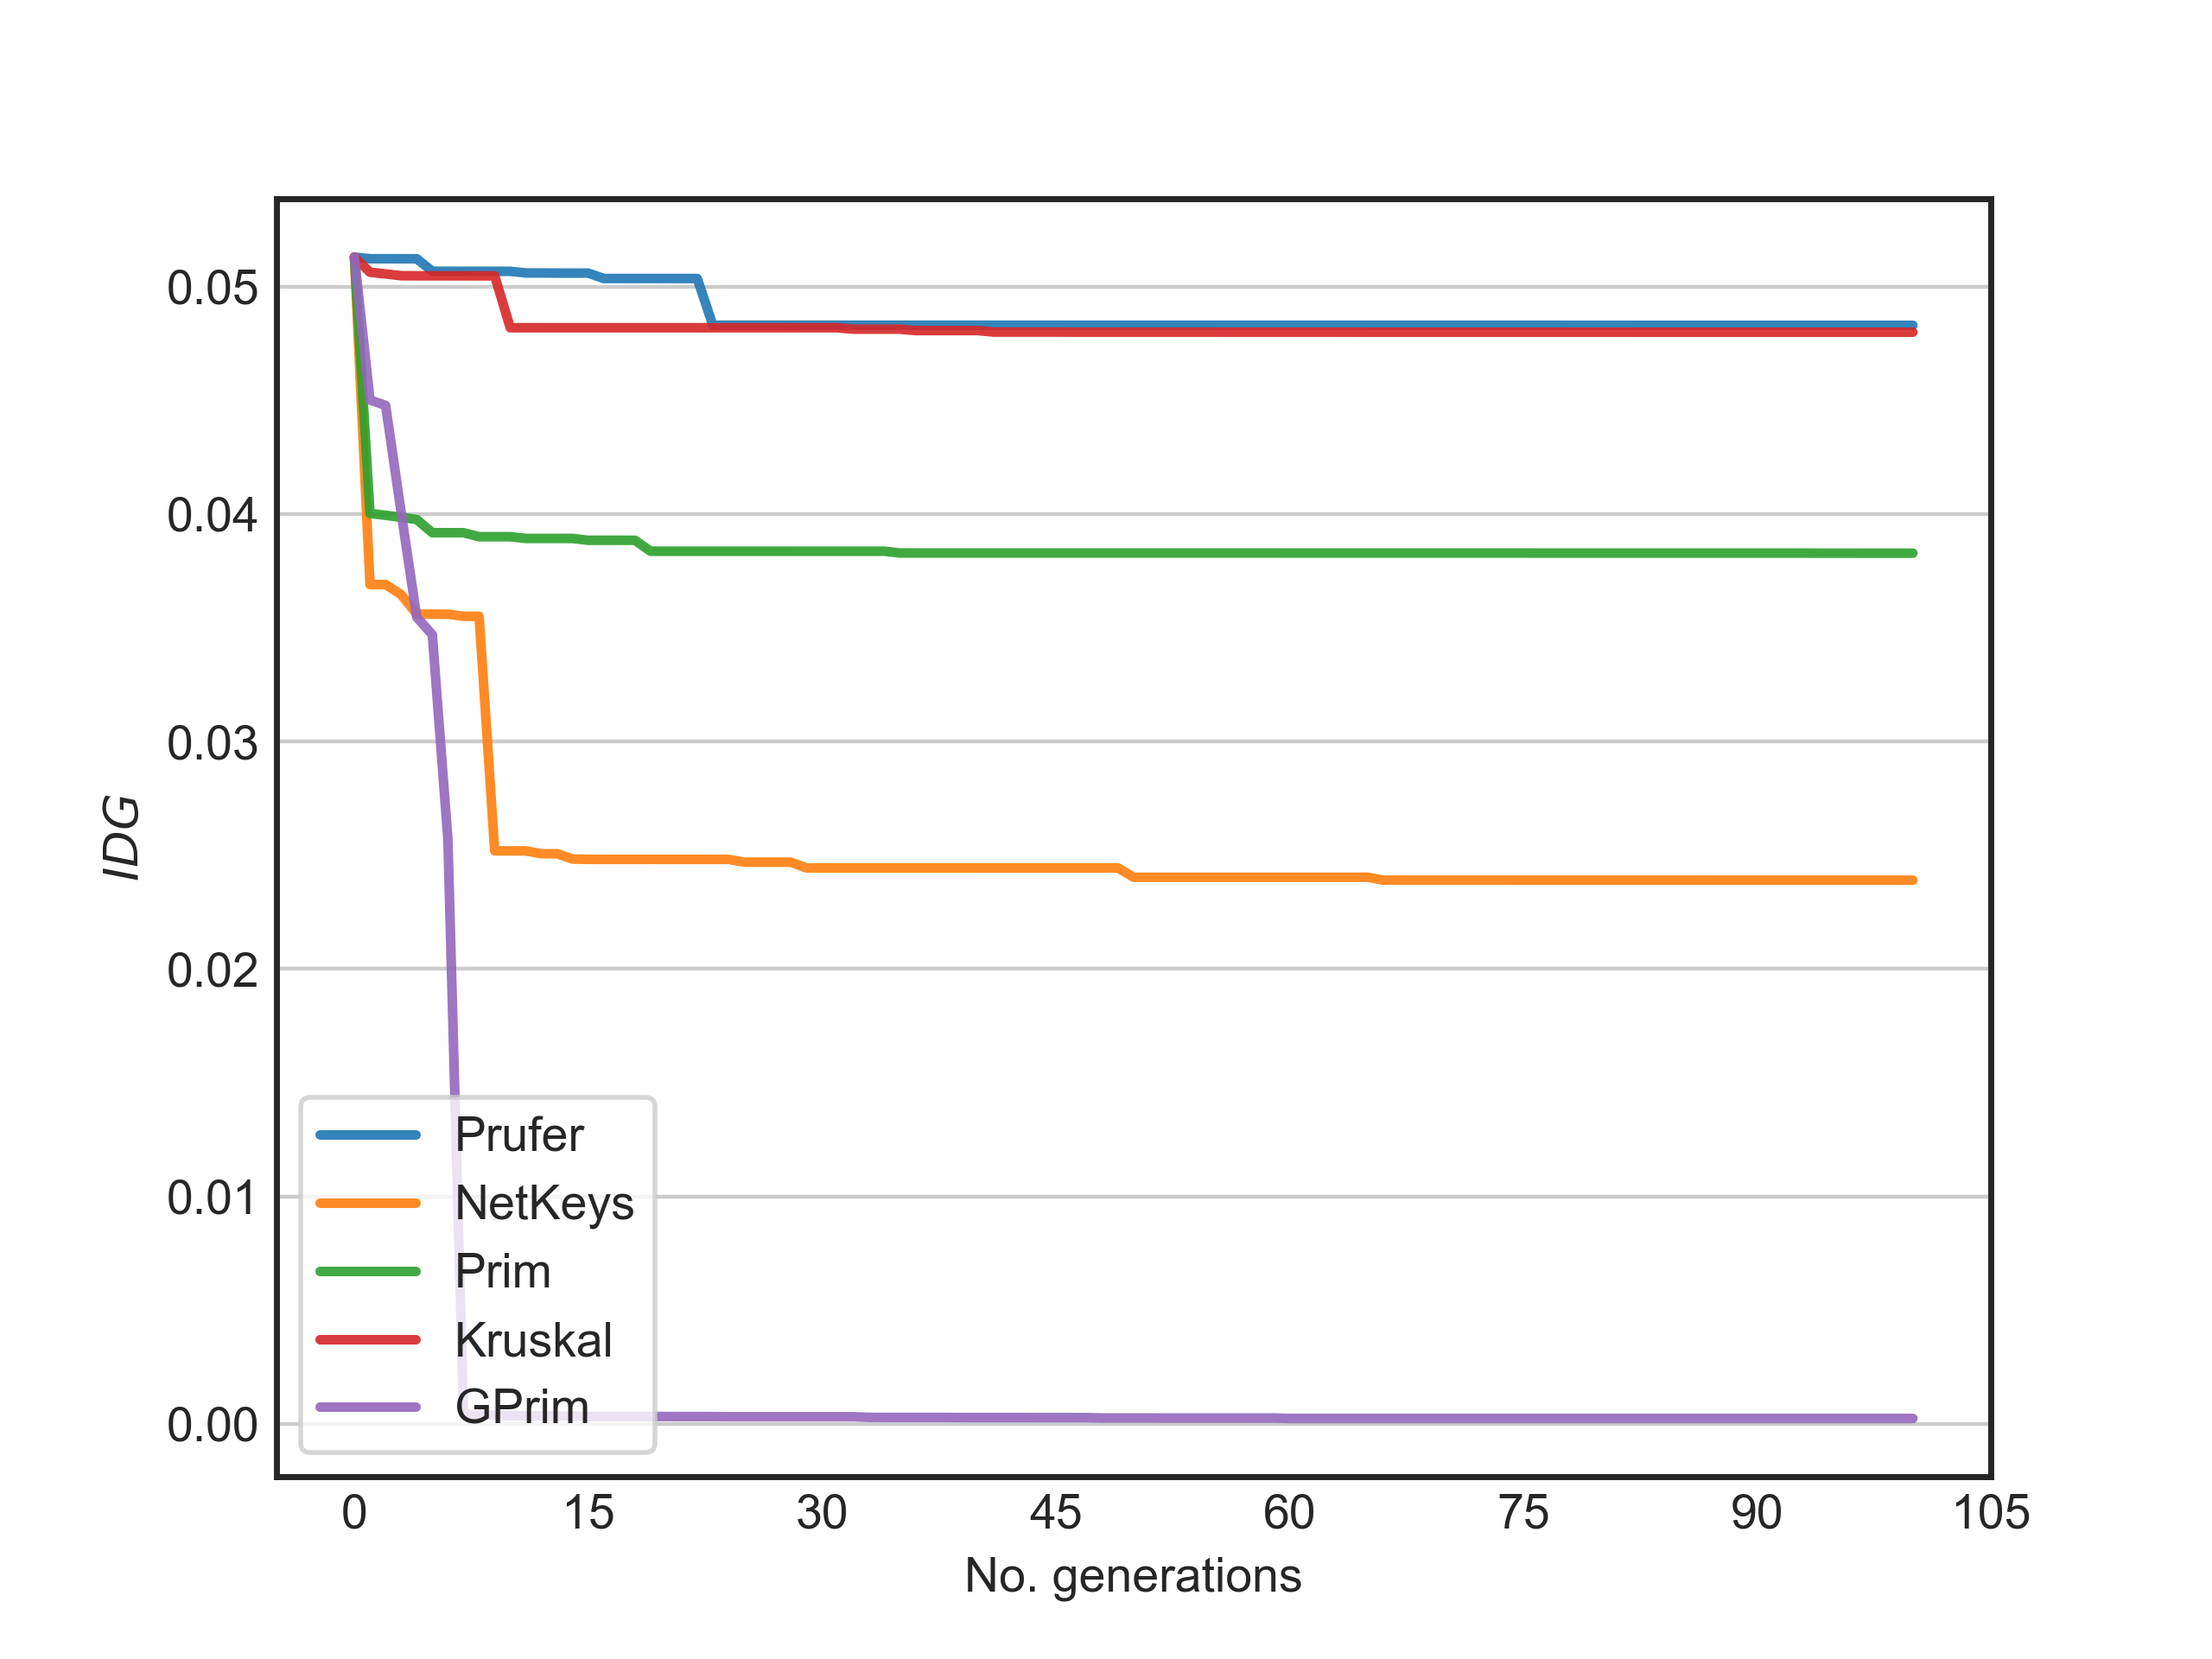 0.05
0.04
0.03
0.02
0.01
0.00
IDG
Prufer
NetKeys
Prim
Kruskal
GPrim
0 15 30 45 60 75 90 105
No. generations